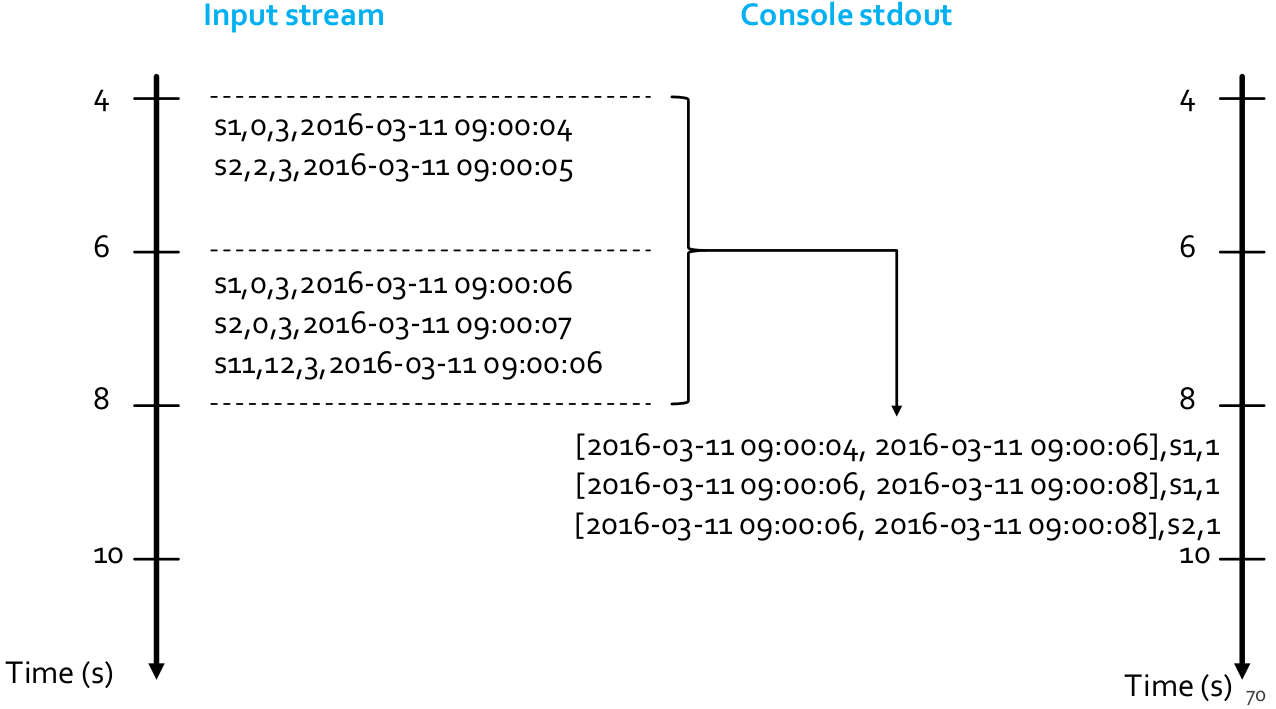 Input stream
Console stdout
4
4
s1,0,3,2016-03-11 09:00:04
s2,2,3,2016-03-11 09:00:05
6
6
s1,0,3,2016-03-11 09:00:06
s2,0,3,2016-03-11 09:00:07
s11,12,3,2016-03-11 09:00:06
8
8
[2016-03-11 09:00:04, 2016-03-11 09:00:06],s1,1
[2016-03-11 09:00:06, 2016-03-11 09:00:08],s1,1
[2016-03-11 09:00:06, 2016-03-11 09:00:08],s2,1
10
10
Time (s)
Time (s)
70